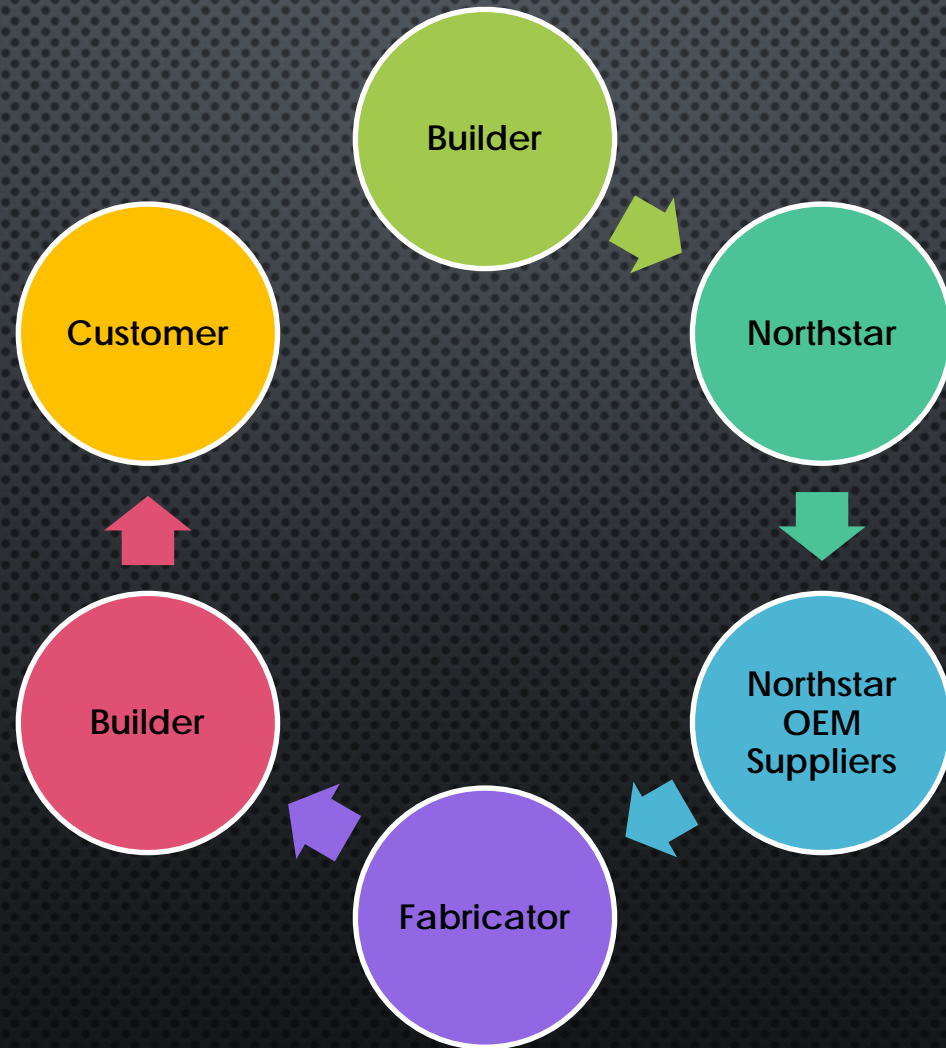 Builder
Northstar
Northstar
OEM
Suppliers
Fabricator
Builder
Customer